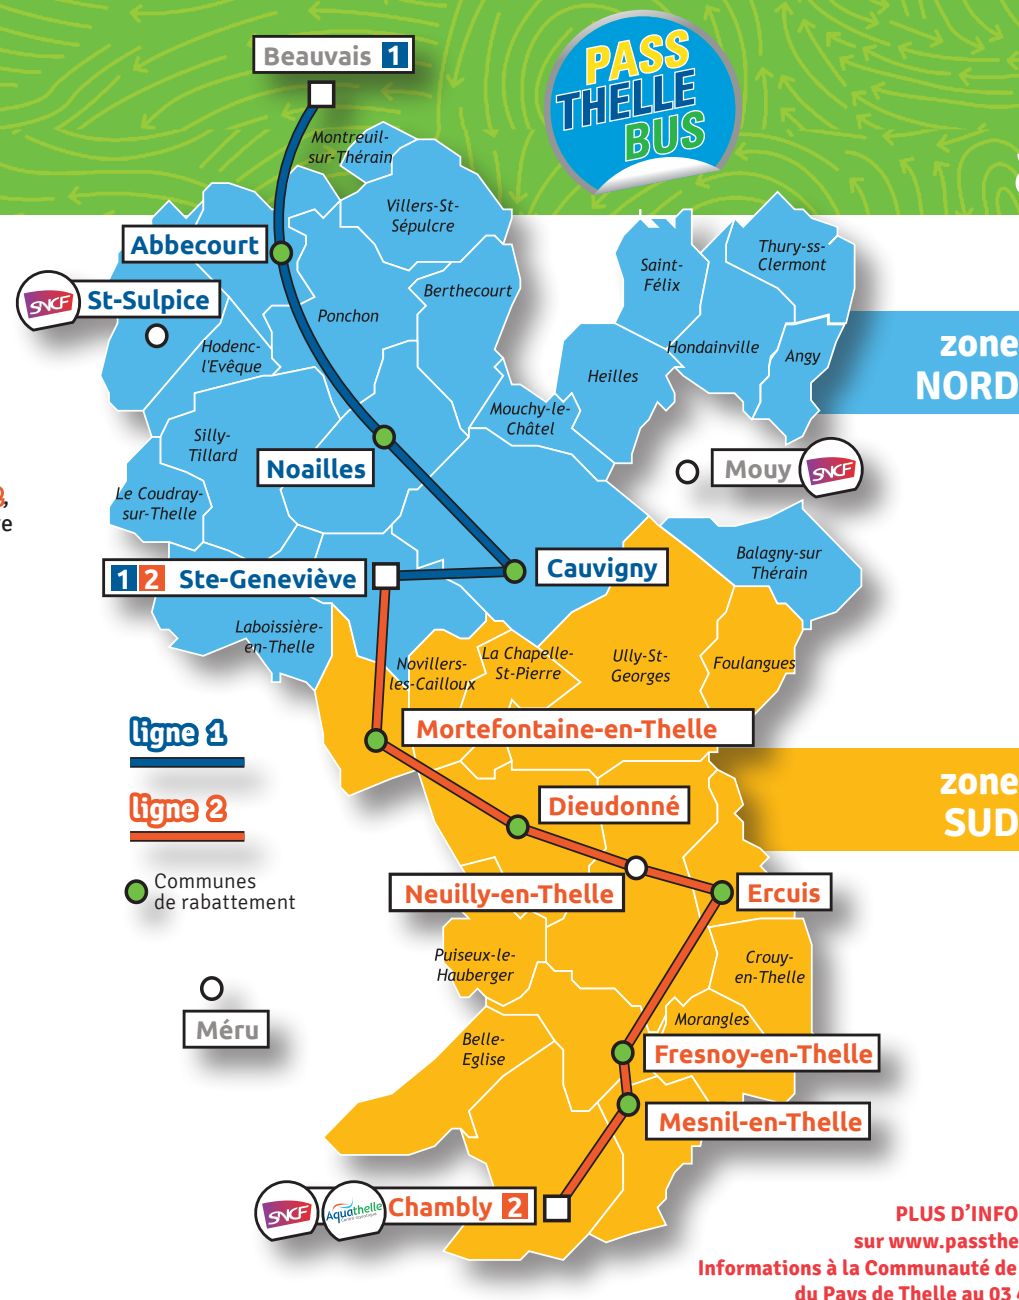 Beauvais 1
PASS
THELLE
BUS
Montreuil-
sur-Thérain
Villers-St-
Sépulcre
Abbecourt
Thury-ss-
Clermont
Saint-
Félix
SNCF St-Sulpice
Berthecourt
Ponchon
Hodenc-
l'Evêque
Hondainville
Angy
zone
NORD
Heilles
Mouchy-le-
Châtel
Silly-
Tillard
Noailles
Mouy SNCF
Le Coudray-
sur-Thelle
Balagny-sur
Thérain
1 2 Ste-Geneviève
Cauvigny
Laboissière-
en-Thelle
Novillers-
les-Cailloux
La Chapelle-
St-Pierre
Ully-St-
Georges
Foulangues
ligne 1
Mortefontaine-en-Thelle
zone
SUD
ligne 2
Dieudonné
Communes
de rabattement
Neuilly-en-Thelle
Ercuis
Puiseux-le-
Hauberger
Crouy-
en-Thelle
Méru
Morangles
Belle-
Eglise
Fresnoy-en-Thelle
Mesnil-en-Thelle
SNCF Aquathelle Chambly 2
PLUS D'INFO
sur www.passthe
Informations à la Communauté de
du Pays de Thelle au 03